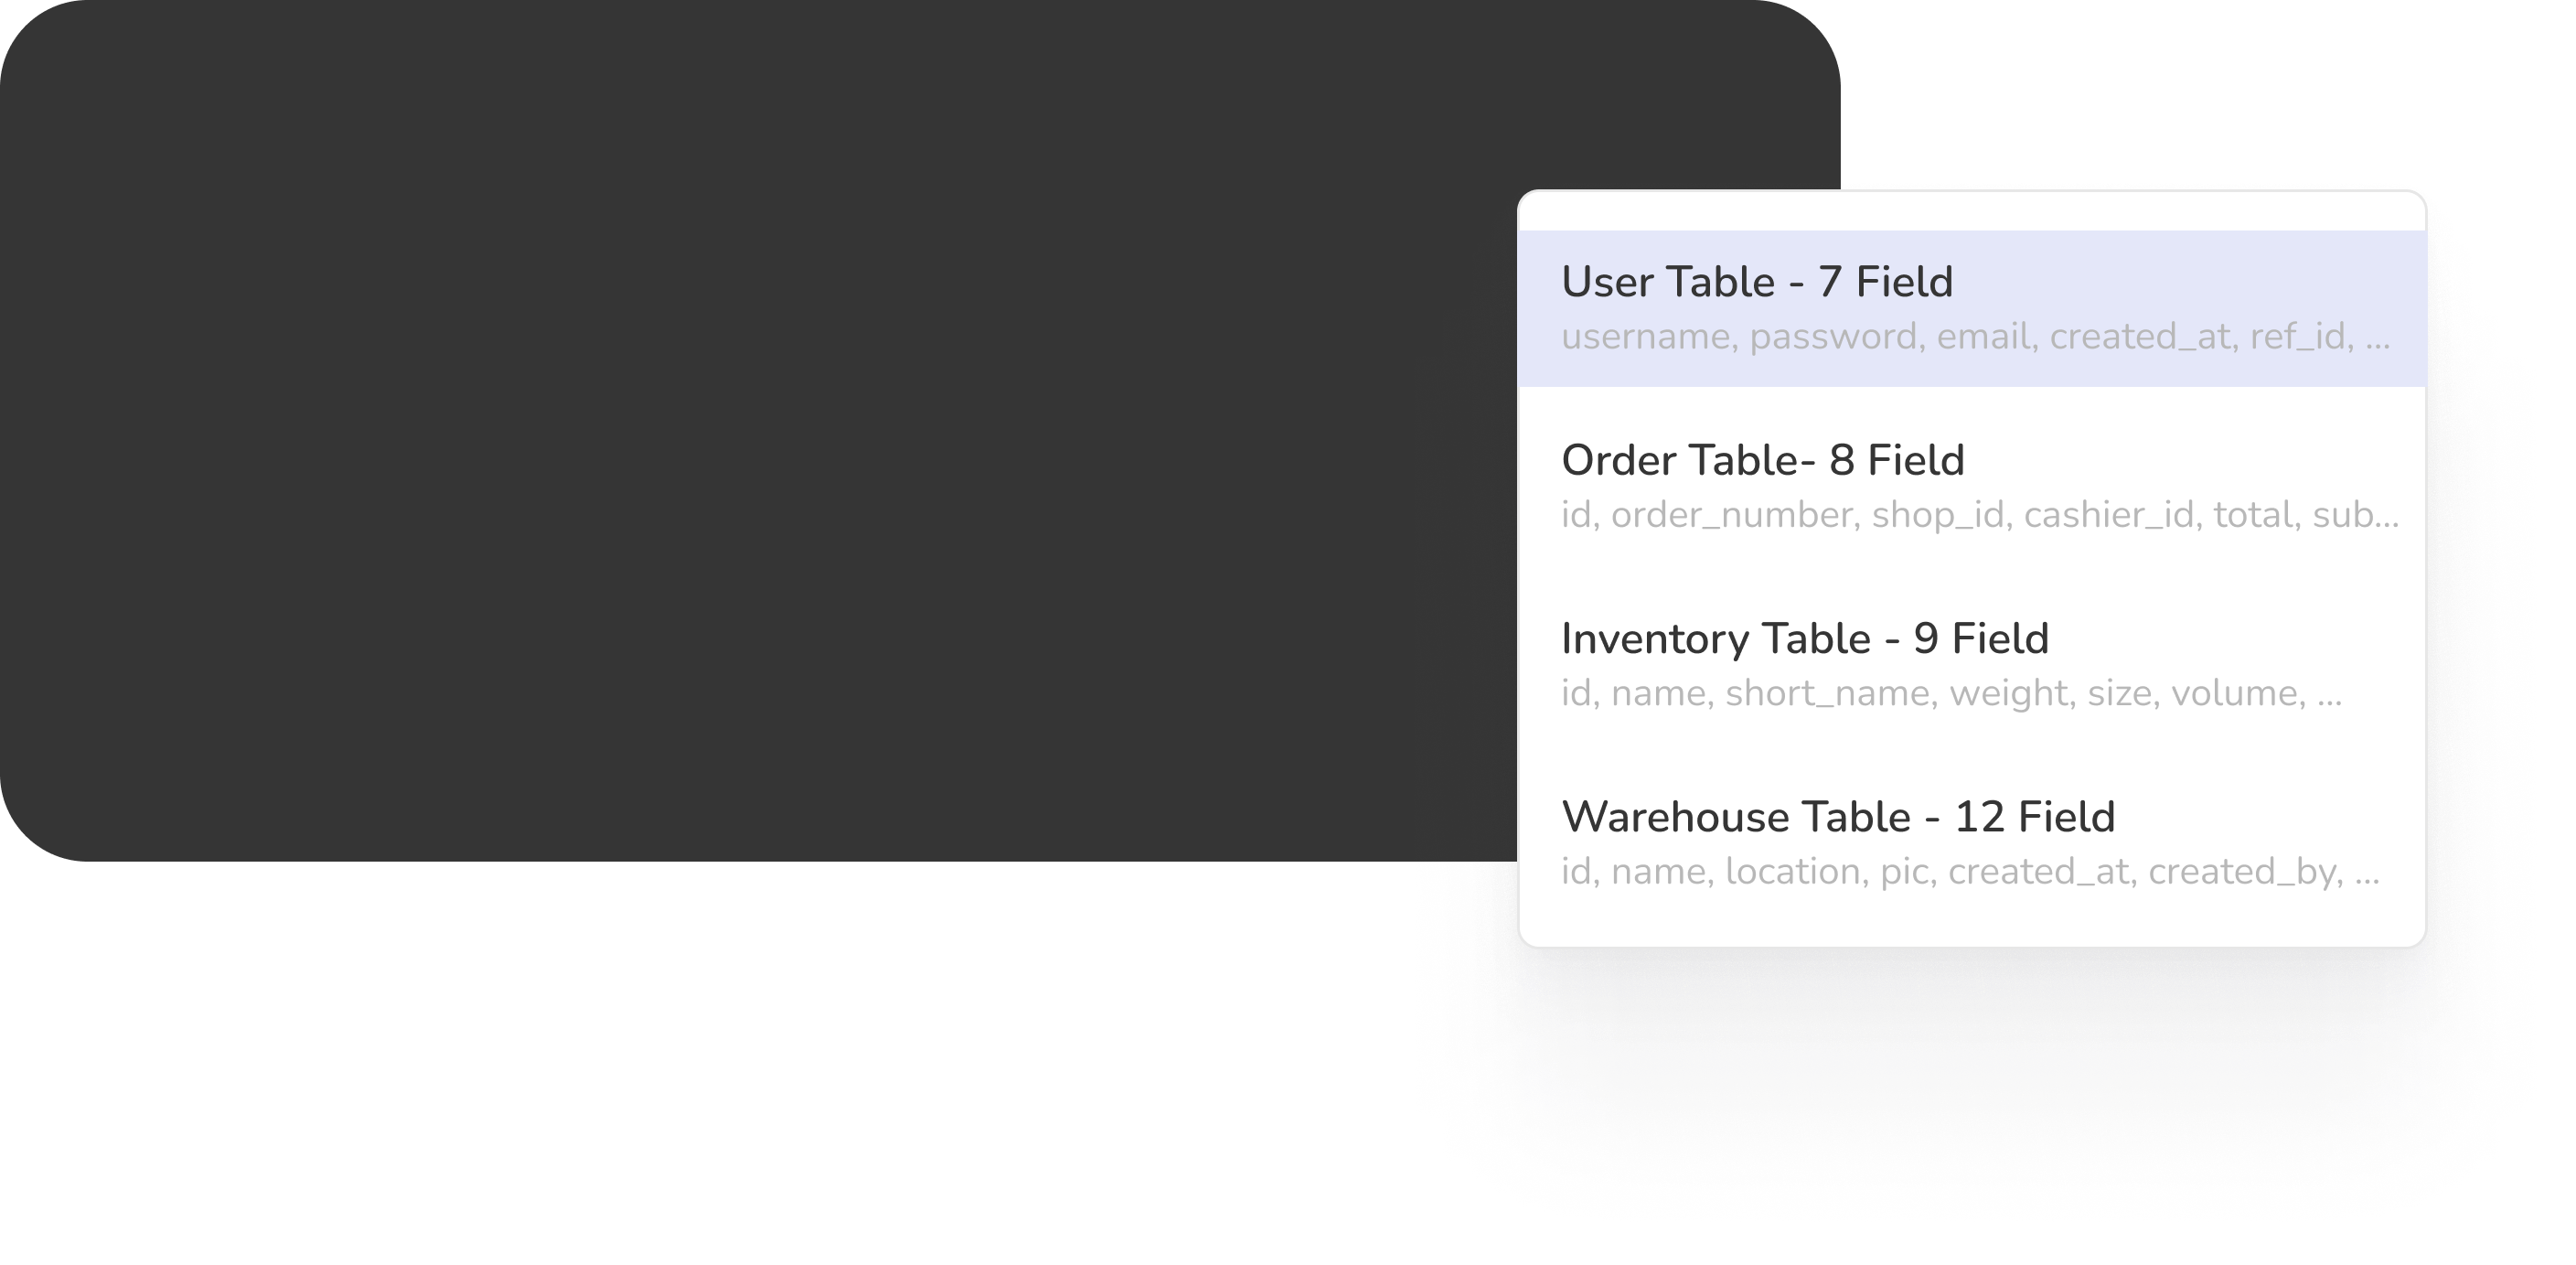 User Table - 7 Field
username, password, email, created_at, ref_id, ...
Order Table- 8 Field
id, order_number, shop_id, cashier_id, total, sub...
Inventory Table - 9 Field
id, name, short_name, weight, size, volume, ...
Warehouse Table - 12 Field
id, name, location, pic, created_at, created_by, ...